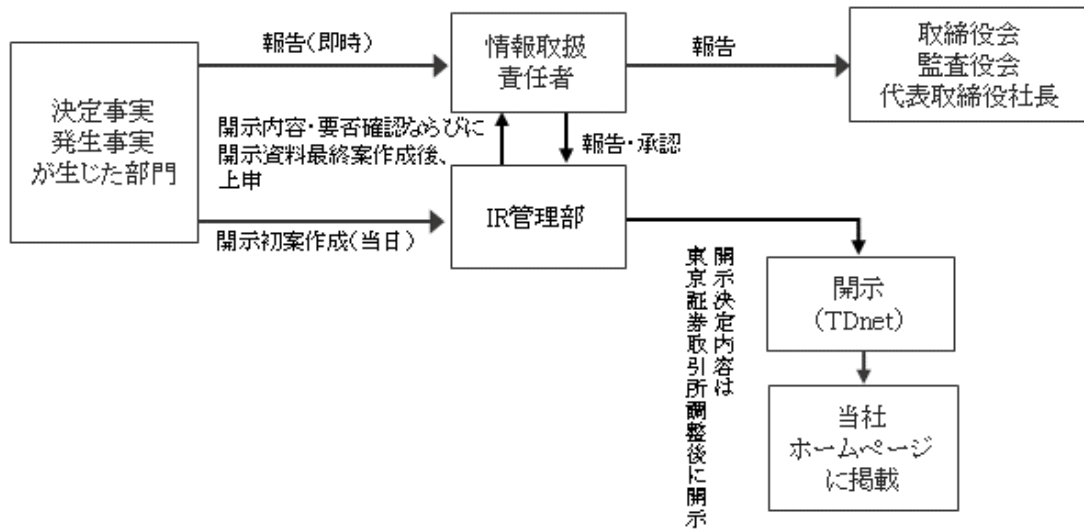 決定事実
発生事実
が生じた部門
報告(即時)
情報取扱
責任者
報告
取締役会
監査役会
代表取締役社長
開示内容・要否確認ならびに
開示資料最終案作成後、
上申
報告・承認
開示初案作成(当日)
IR管理部
開示決定内容は
東京証券取引所調整後に開示
開示
(TDnet)
当社
ホームページ
に掲載